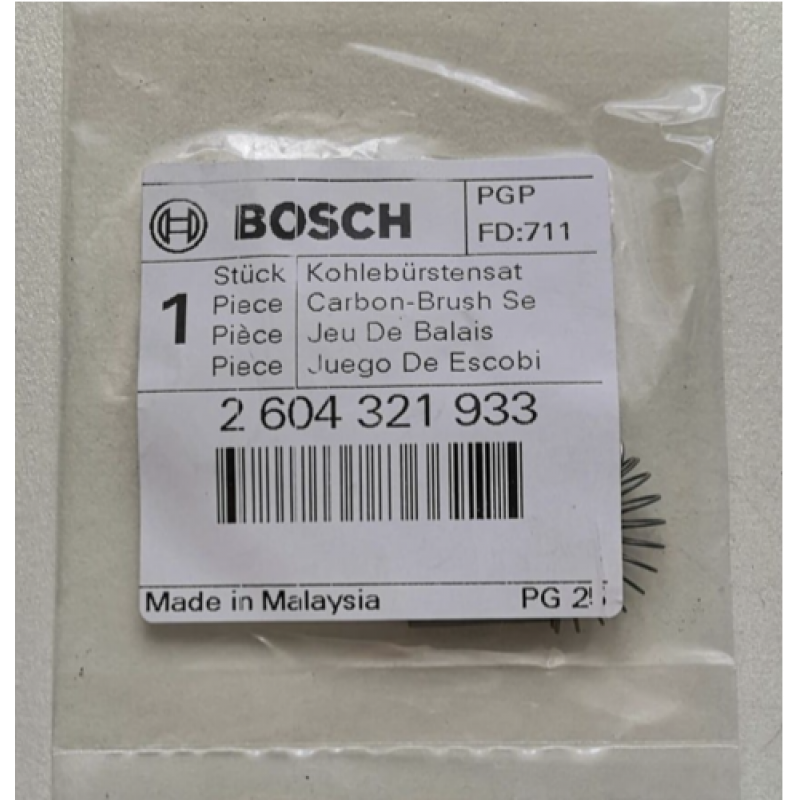 BOSCH
PGP
FD:711
1
Stück Kohlebürstensat
Piece Carbon-Brush Se
Pièce Jeu De Balais
Piece Juego De Escobi
2 604 321 933
Made in Malaysia
PG 25